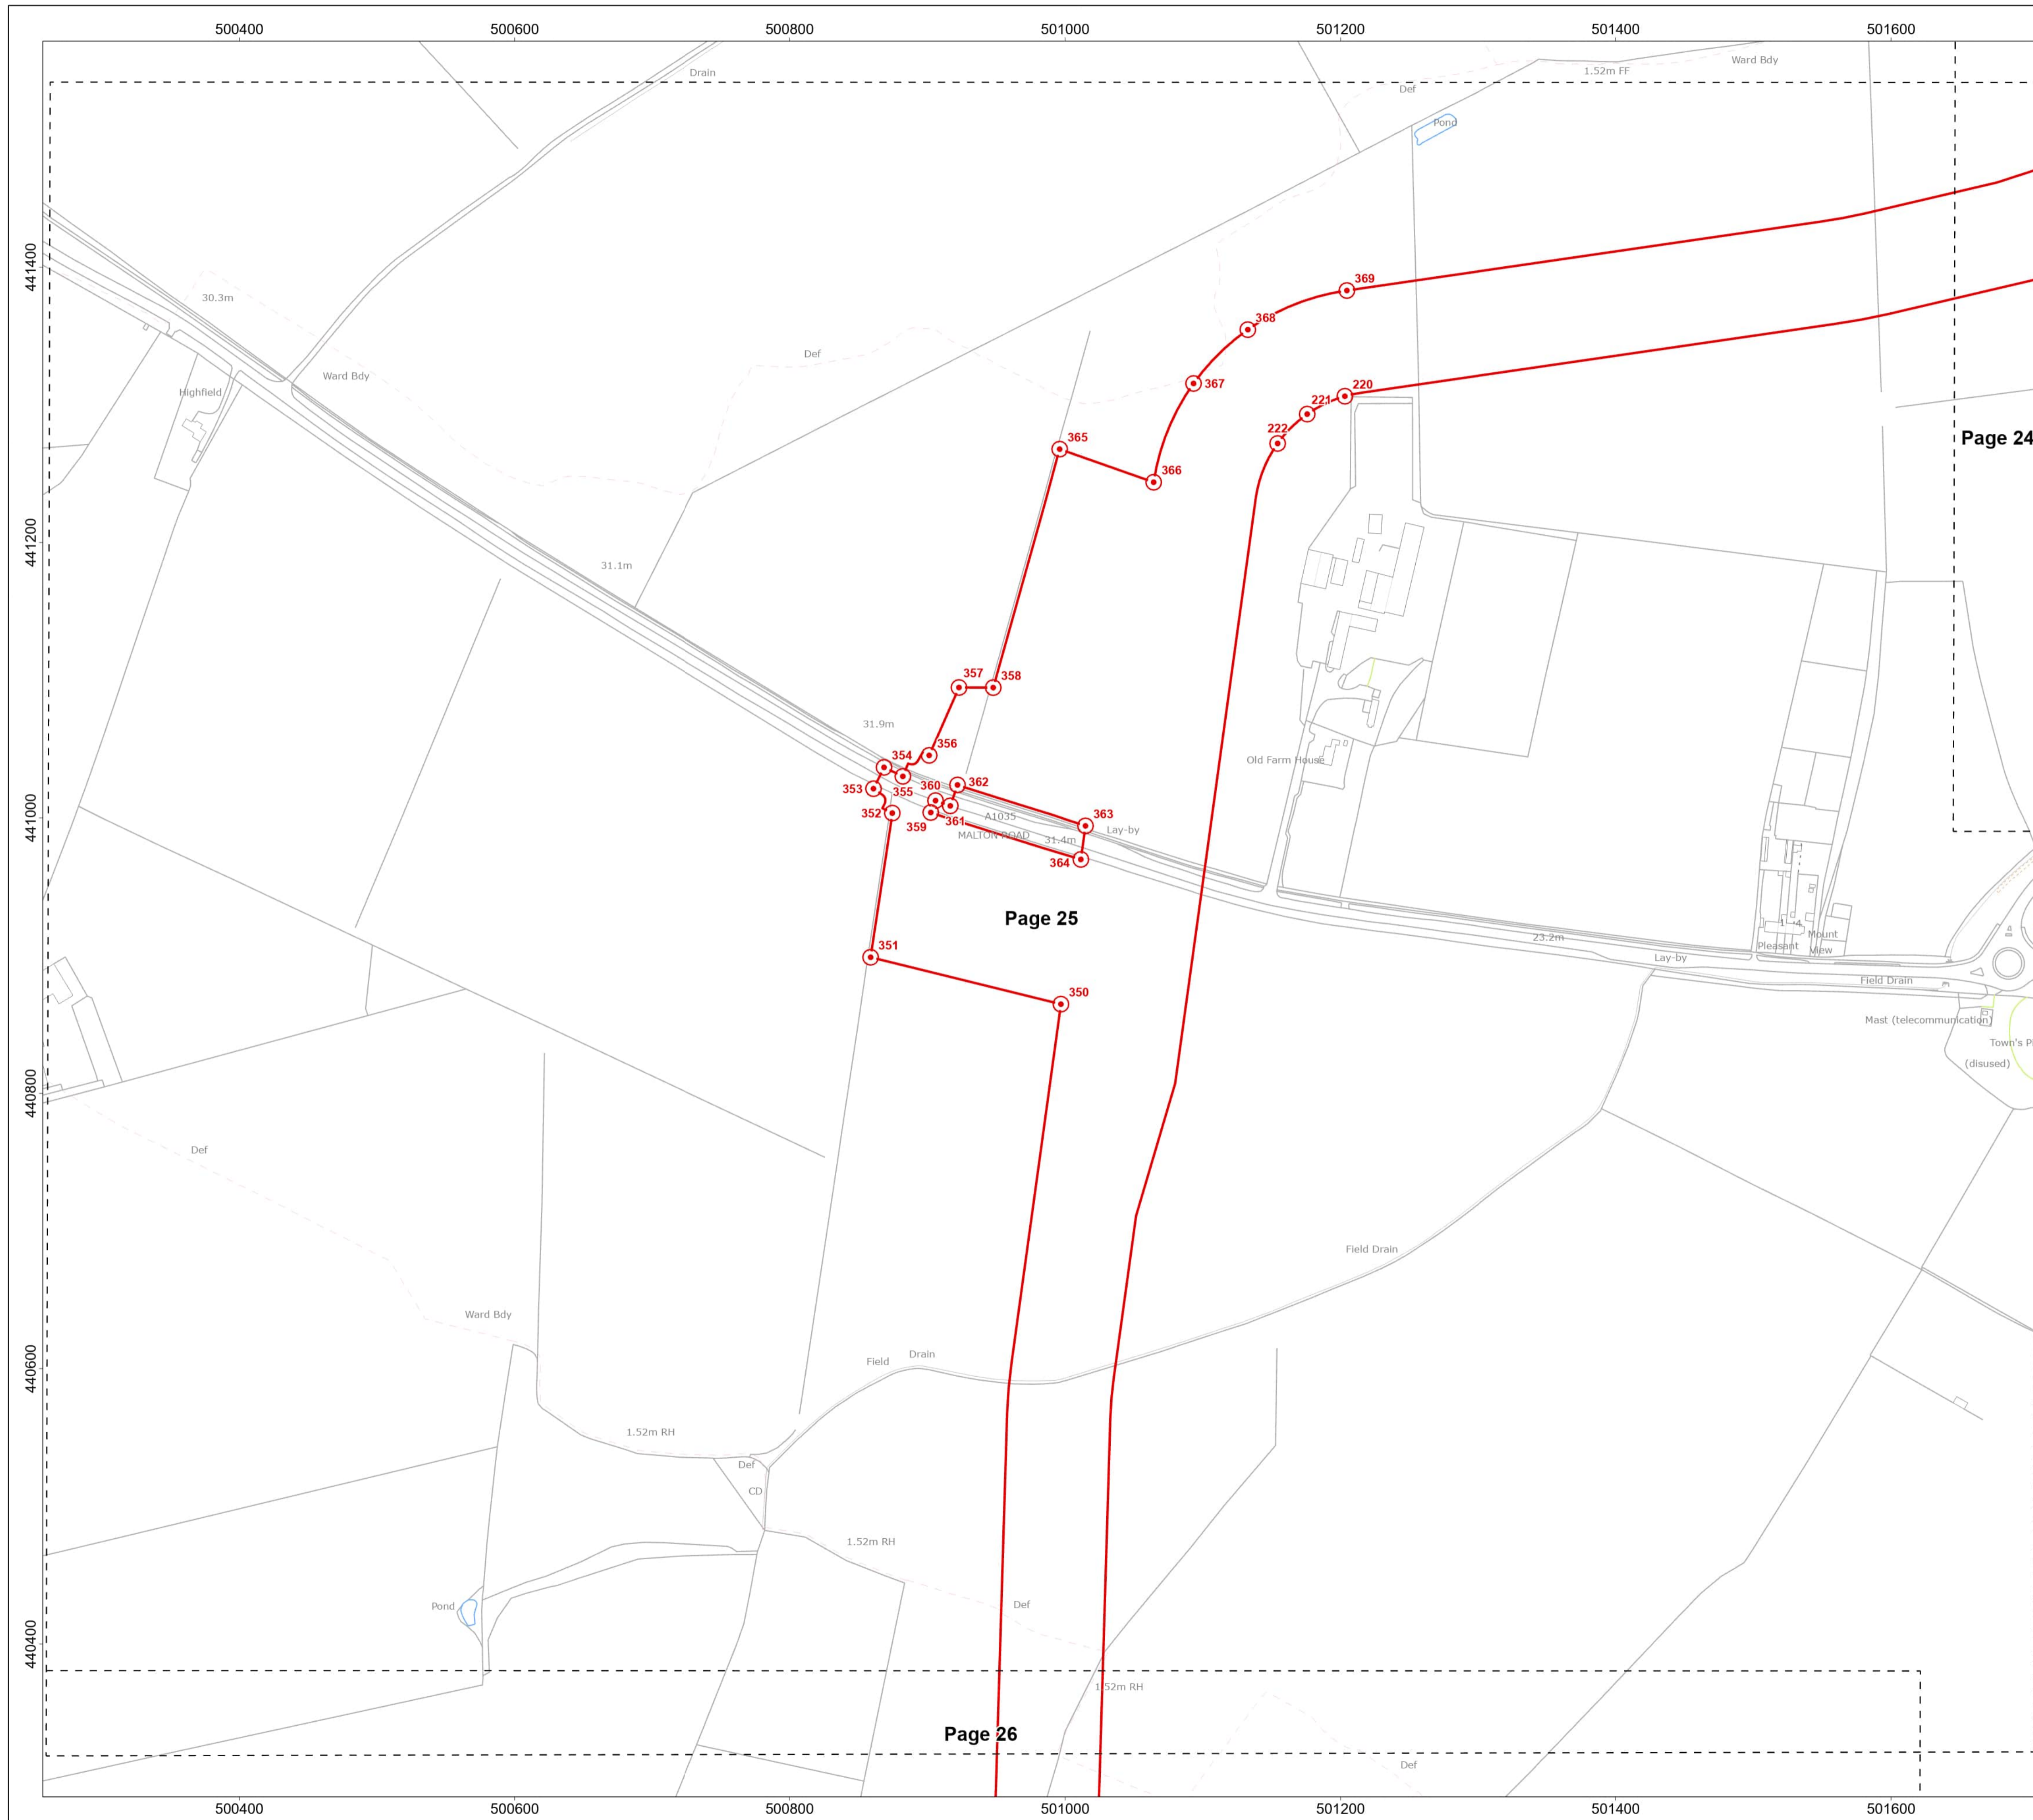 500400 500600 500800 501000 501200 501400 501600
Drain
Def
1.52m FF
Ward Bdy
Pond
441400
30.3m
369
368
Def
Ward Bdy
Highfield
367
220
221
222
365
366
Page 24
441200
31.1m
357
358
31.9m
356
354
Old Farm House
353
355
360
362
352
359
361
A1035
363
441000
MALTON ROAD
31.4m
Lay-by
364
Page 25
1
4
Mount
23.2m
Pleasant
View
351
Lay-by
Field Drain
350
Mast (telecommunication)
Town's P
(disused)
440800
Def
Field Drain
Ward Bdy
440600
Field
Drain
1.52m RH
Def
CD
1.52m RH
Pond
Def
440400
1.52m RH
Page 26
Def
500400 500600 500800 501000 501200 501400 501600